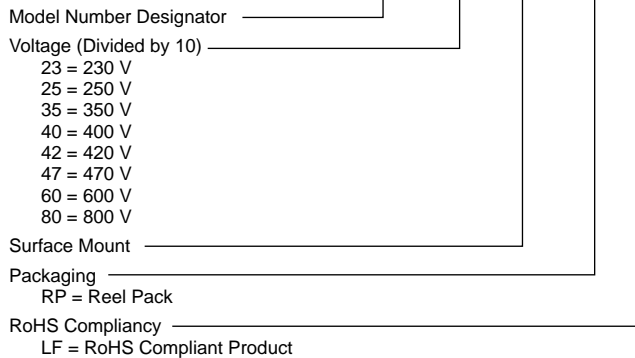 Model Number Designator
Voltage (Divided by 10)
23 = 230 V
25 = 250 V
35 = 350 V
40 = 400 V
42 = 420 V
47 = 470 V
60 = 600 V
80 = 800 V
Surface Mount
Packaging
RP = Reel Pack
RoHS Compliancy
LF = RoHS Compliant Product